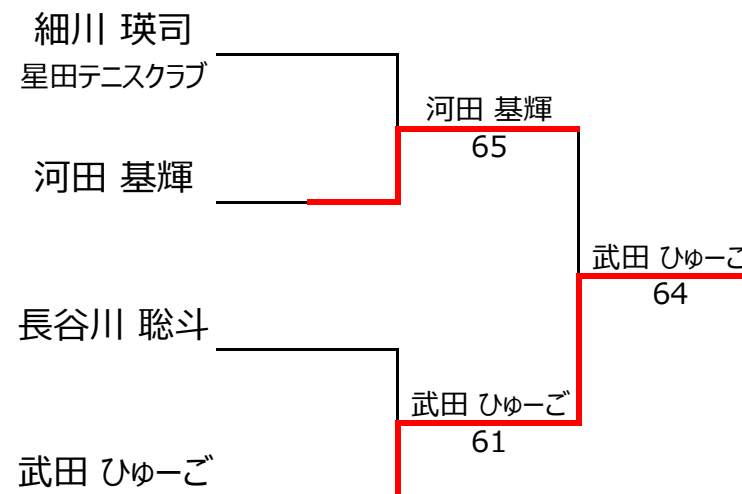 細川 瑛司
星田テニスクラブ
河田 基輝
65
河田 基輝
武田 ひゅーご
64
長谷川 聡斗
武田 ひゅーご
61
武田 ひゅーご